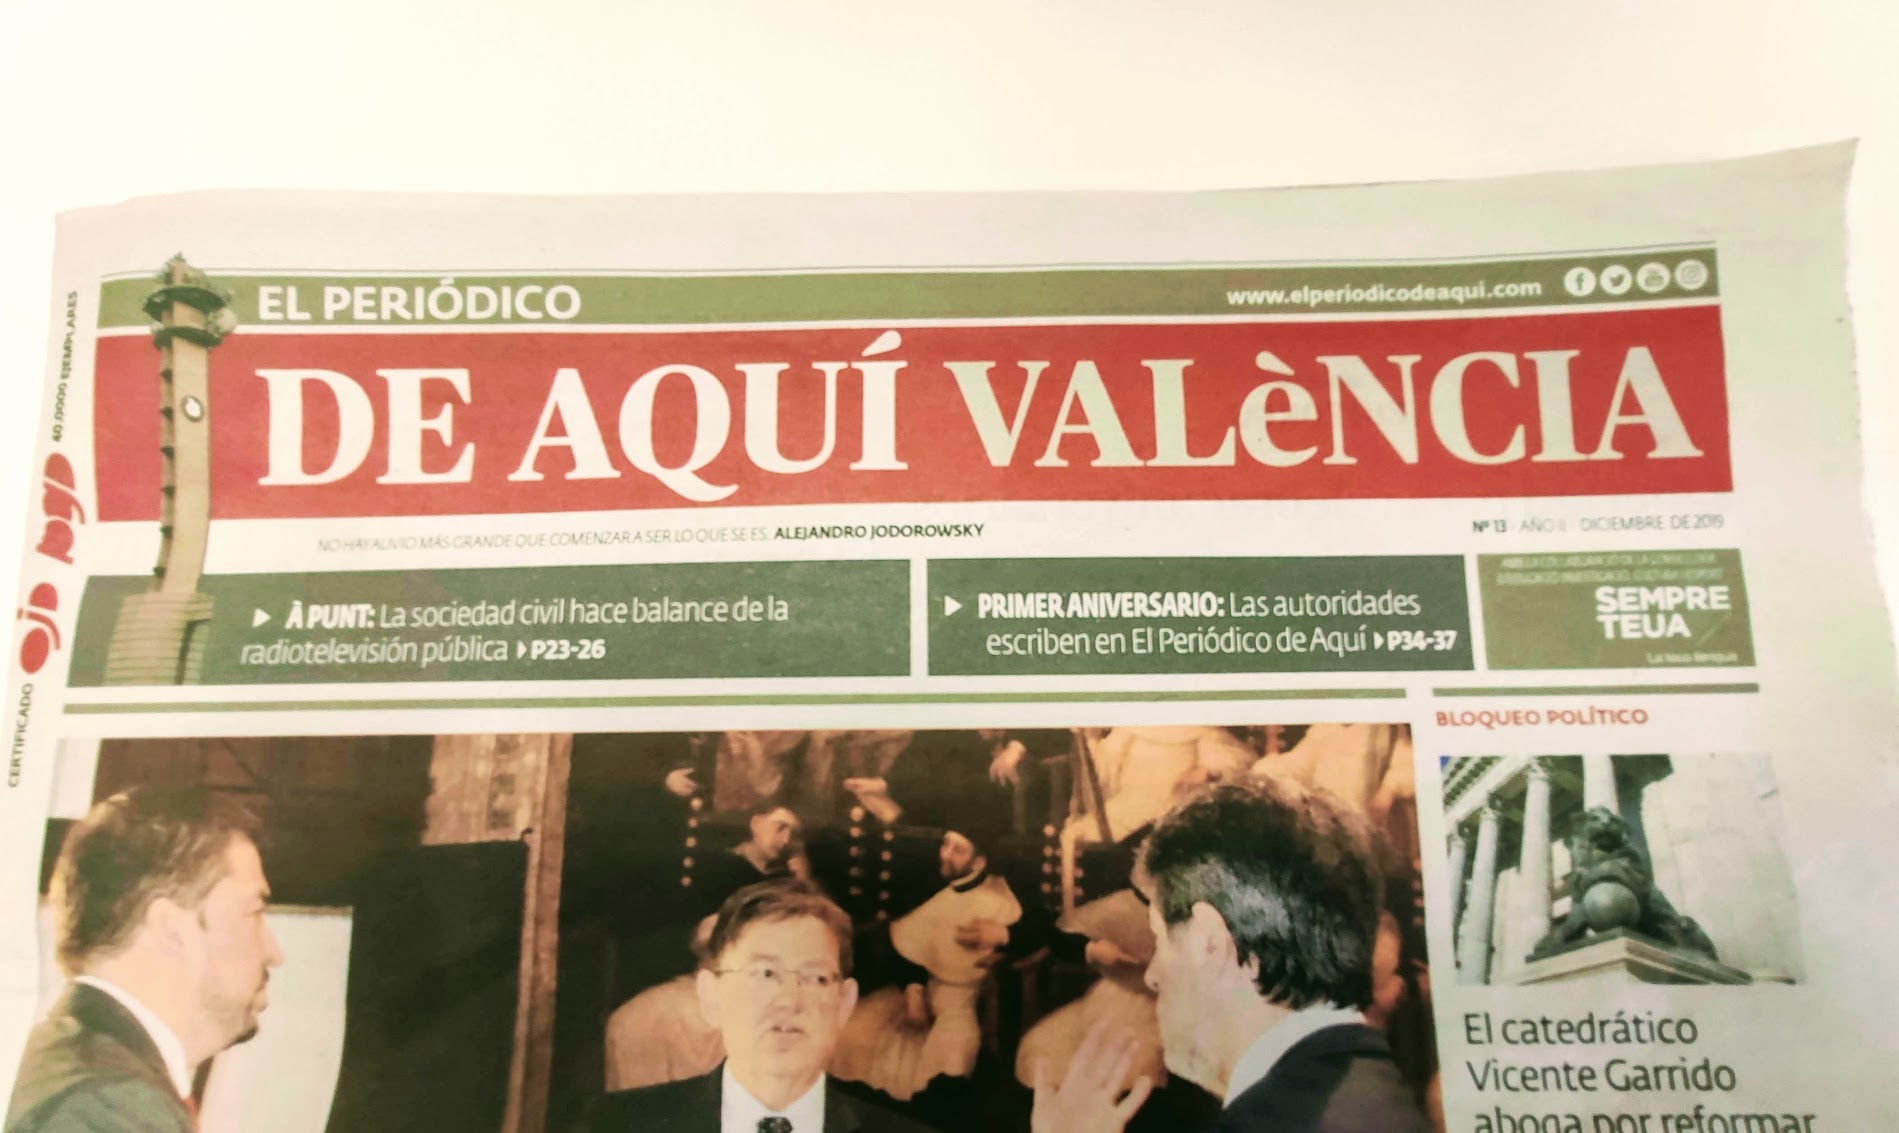 EL PERIÓDICO
www.elperiodicodeaqui.com
DE AQUÍ VALèNCIA
NO HAY ALIVIO MÁS GRANDE QUE COMENZAR A SER LO QUE SE ES. ALEJANDRO JODOROWSKY
Nº 13 · AÑO II · DICIEMBRE DE 2019
À PUNT: La sociedad civil hace balance de la
radiotelevisión pública P23-26
PRIMER ANIVERSARIO: Las autoridades
escriben en El Periódico de Aquí P34-37
SEMPRE
TEUA
La teua llengua
BLOQUEO POLÍTICO
El catedrático
Vicente Garrido
aboga por reformar
CERTIFICADO ojd pgd 40.0000 EJEMPLARES